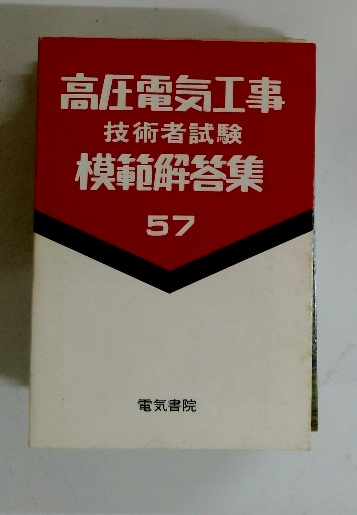 高圧電気工事
技術者試験
模範解答集
57
電気書院